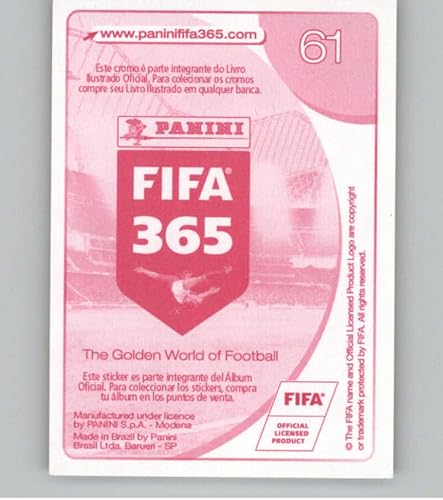 www.paninififa365.com
61
Este cromo é parte integrante do Livro
Ilustrado Oficial. Para colecionar os cromos
compre seu Livro Ilustrado em qualquer banca.
PANINI
FIFA®
365
The Golden World of Football
Este sticker es parte integrante del Álbum
Oficial. Para coleccionar los stickers, compra
tu álbum en los puntos de venta.
Manufactured under licence
by PANINI S.p.A. - Modena
Made in Brazil by Panini
Brasil Ltda. Barueri - SP
FIFA®
OFFICIAL
LICENSED
PRODUCT
© The FIFA name and Official Licensed Product Logo are copyright
or trademark protected by FIFA. All rights reserved.